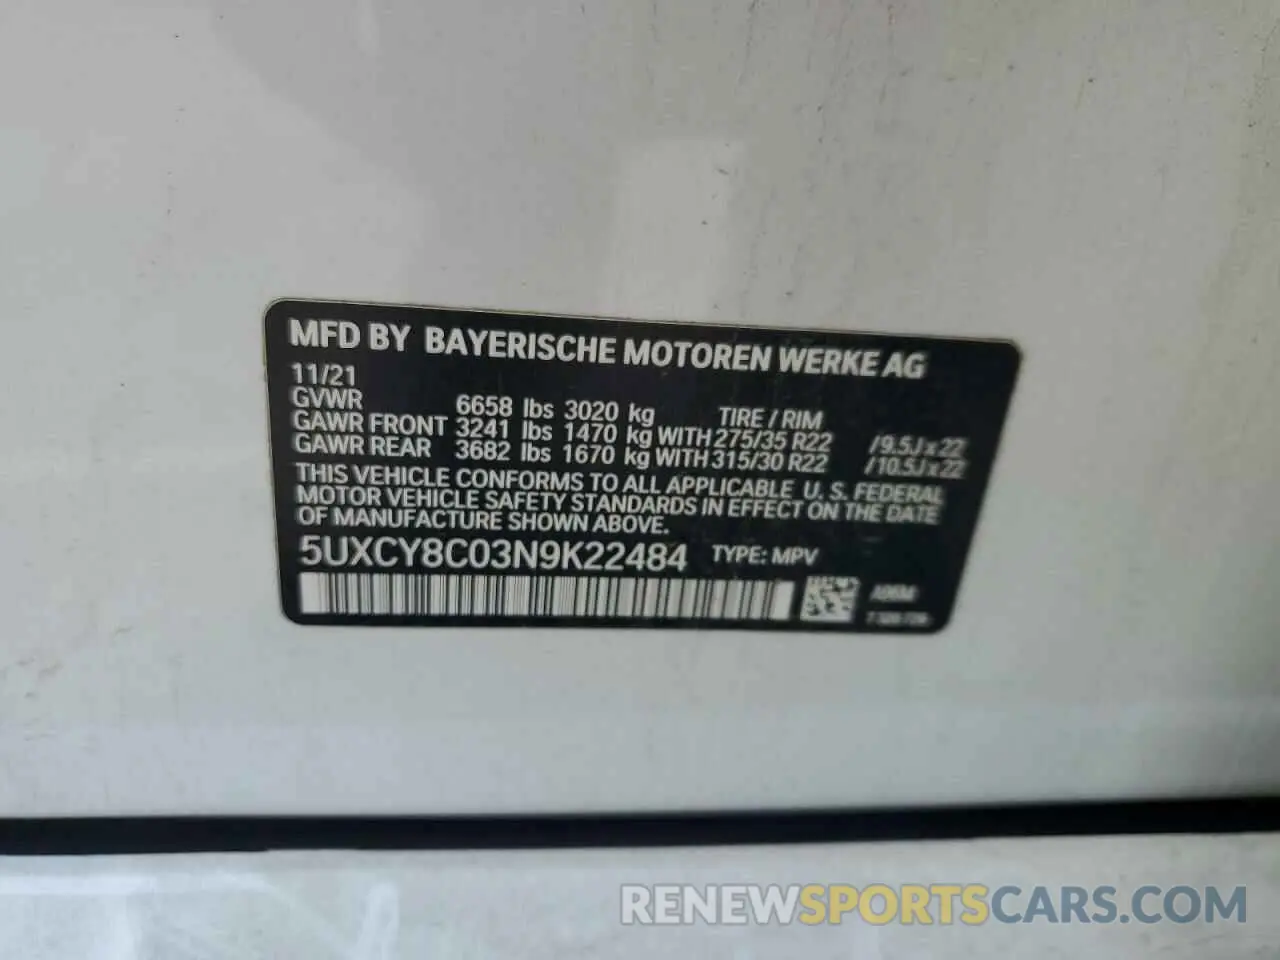 MFD BY BAYERISCHE MOTOREN WERKE AG
11/21
GVWR 6658 lbs 3020 kg TIRE / RIM
GAWR FRONT 3241 lbs 1470 kg WITH 275/35 R22 /9.5Jx22
GAWR REAR 3682 lbs 1670 kg WITH 315/30 R22 /10.5Jx22
THIS VEHICLE CONFORMS TO ALL APPLICABLE U. S. FEDERAL
MOTOR VEHICLE SAFETY STANDARDS IN EFFECT ON THE DATE
OF MANUFACTURE SHOWN ABOVE.
5UXCY8C03N9K22484 TYPE: MPV
RENEWSPORTSCARS.COM